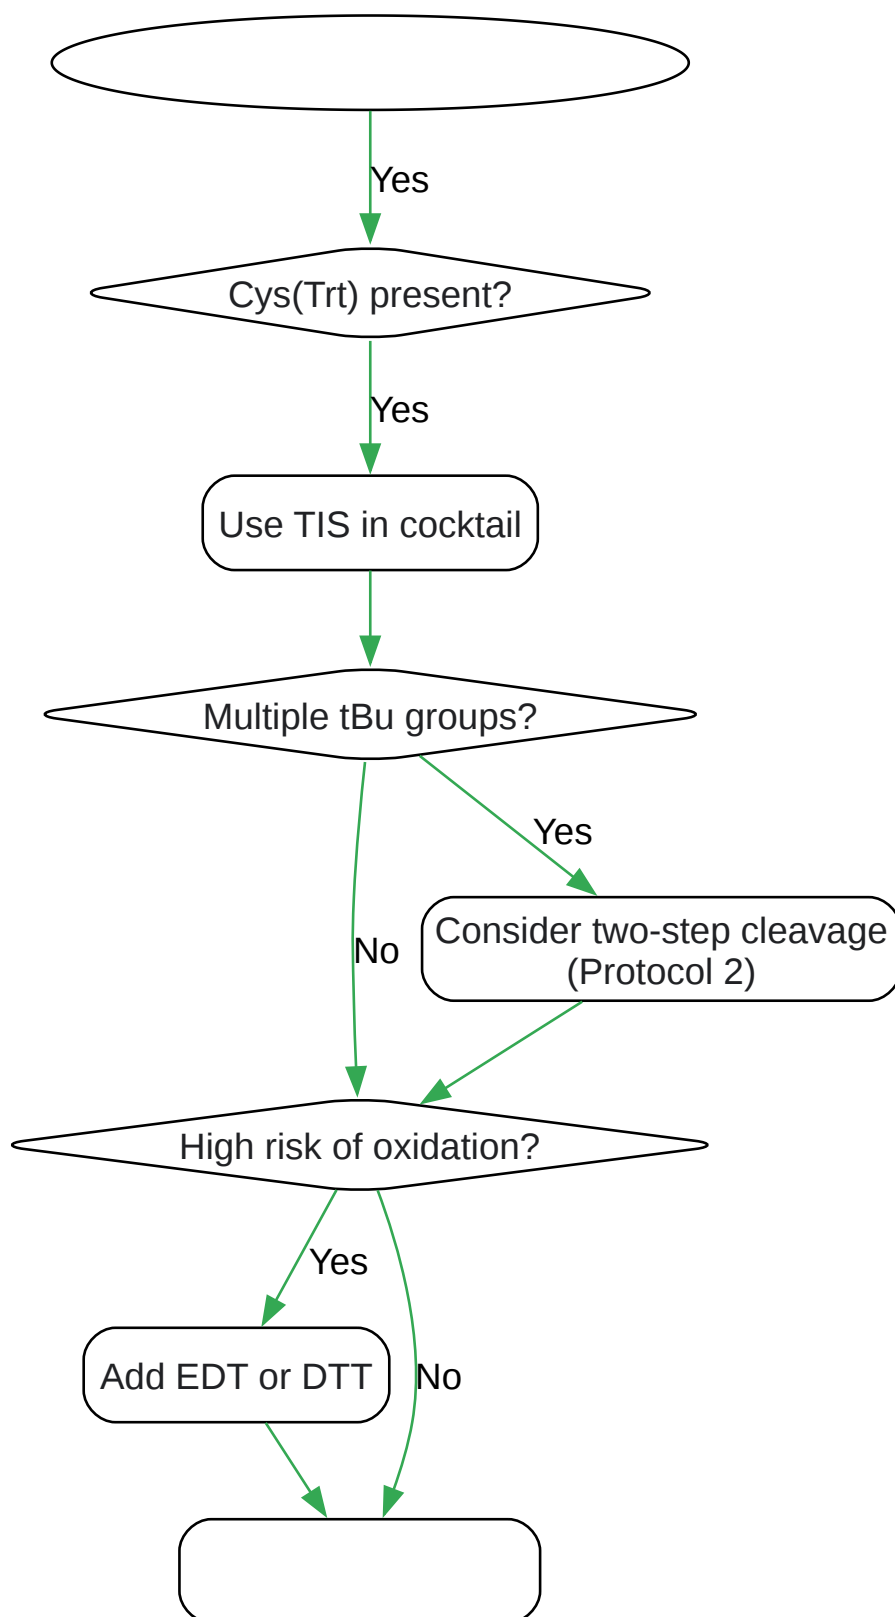 Yes
Cys(Trt) present?
Yes
Use TIS in cocktail
Multiple tBu groups?
Yes
Consider two-step cleavage
(Protocol 2)
No
High risk of oxidation?
Yes
Add EDT or DTT
No